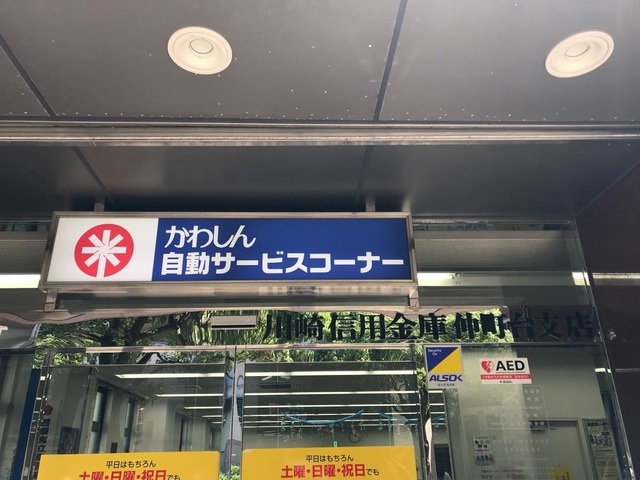 かわしん
自動サービスコーナー
川崎信用金庫仲町台支店
Security by
ALSOK
AED
平日はもちろん
土曜・日曜・祝日でも
平日はもちろん
土曜・日曜・祝日でも